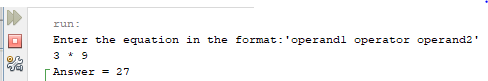 run:
Enter the equation in the format:'operand1 operator operand2'
3 * 9
Answer = 27